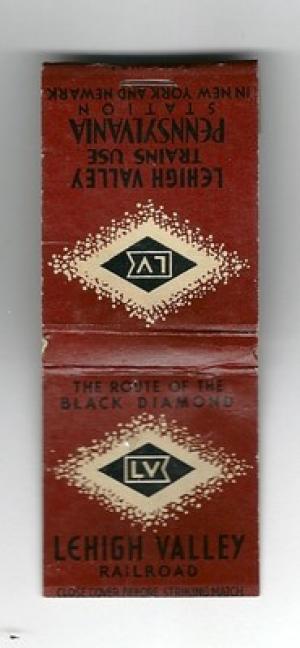 LEHIGH VALLEY
TRAINS USE
PENNSYLVANIA
STATION
IN NEW YORK AND NEWARK
LV
THE ROUTE OF THE
BLACK DIAMOND
LV
LEHIGH VALLEY
RAILROAD
CLOSE COVER BEFORE STRIKING MATCH